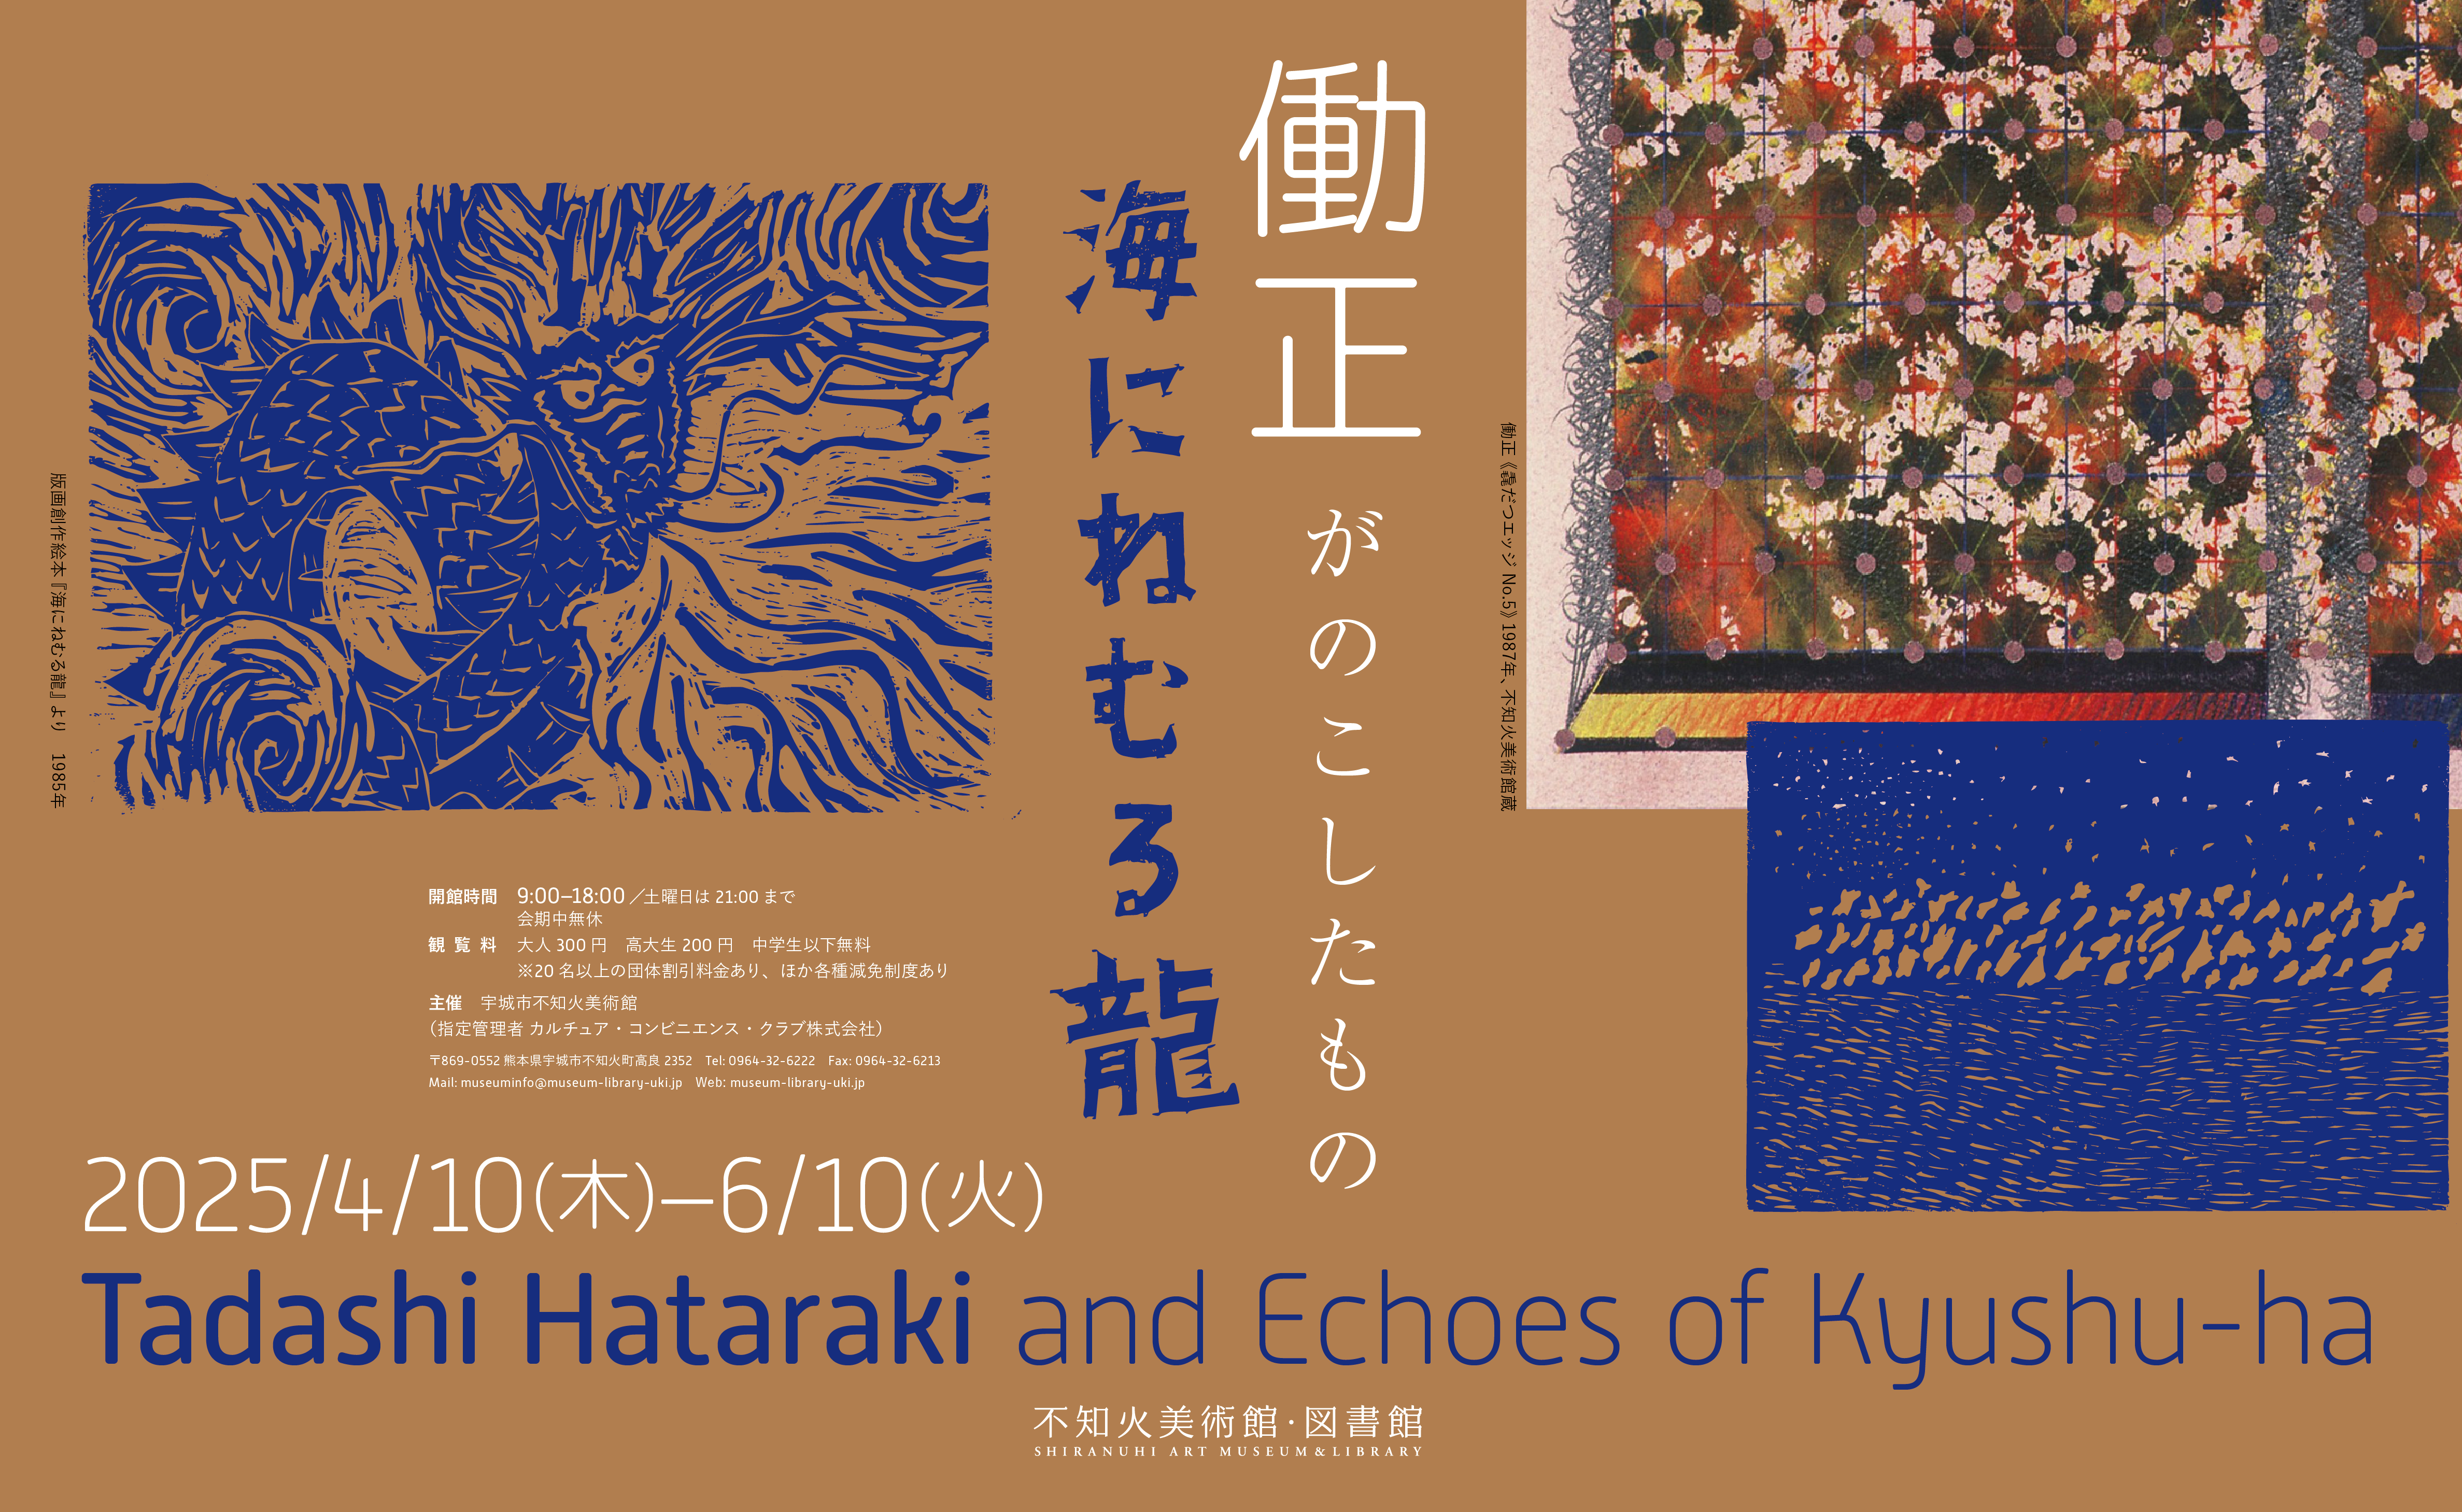 働正
がのこしたもの
海にねむる龍
働正《毳だつエッジ No.5》1987年、不知火美術館蔵
版画創作絵本『海にねむる龍』より　1985年
開館時間　9:00–18:00／土曜日は 21:00 まで
会期中無休
観覧料　大人 300 円　高大生 200 円　中学生以下無料
※20 名以上の団体割引料金あり、ほか各種減免制度あり
主催　宇城市不知火美術館
（指定管理者 カルチュア・コンビニエンス・クラブ株式会社）
〒869-0552 熊本県宇城市不知火町高良 2352　Tel: 0964-32-6222　Fax: 0964-32-6213
Mail: museuminfo@museum-library-uki.jp　Web: museum-library-uki.jp
2025/4/10(木)–6/10(火)
Tadashi Hataraki and Echoes of Kyushu-ha
不知火美術館・図書館
SHIRANUHI ART MUSEUM & LIBRARY